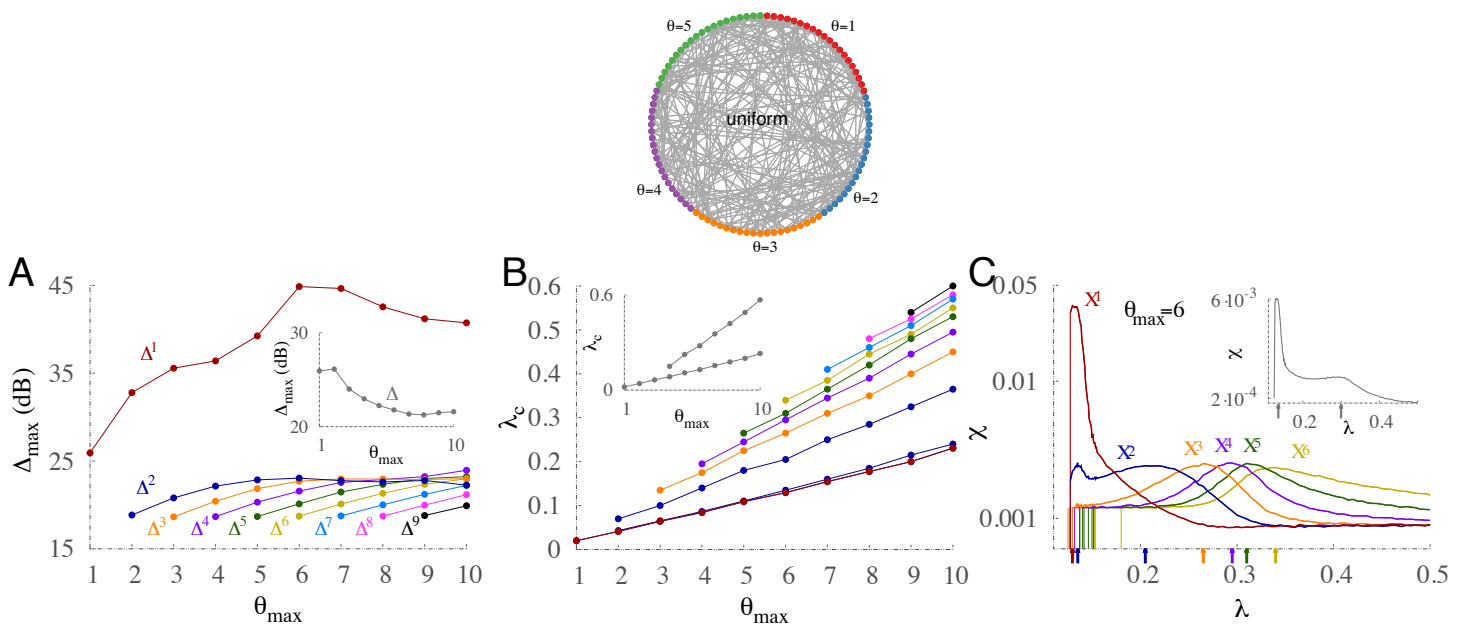 θ=5
θ=1
uniform
θ=4
θ=2
θ=3
A
45
35
25
15
Δmax (dB)
Δ1
Δ2
Δ3
Δ4
Δ5
Δ6
Δ7
Δ8
Δ9
1 2 3 4 5 6 7 8 9 10
θmax
30
20
Δmax (dB)
Δ
1 10
θmax
B
0.6
0.5
0.4
0.3
0.2
0.1
0
λc
1 2 3 4 5 6 7 8 9 10
θmax
0.6
0
λc
1 10
θmax
C
0.05
0.01
0.001
χ
X1
θmax=6
X2
X3
X4
X5
X6
0.2 0.3 0.4 0.5
λ
6 10-3
2 10-4
χ
0.2 0.4
λ